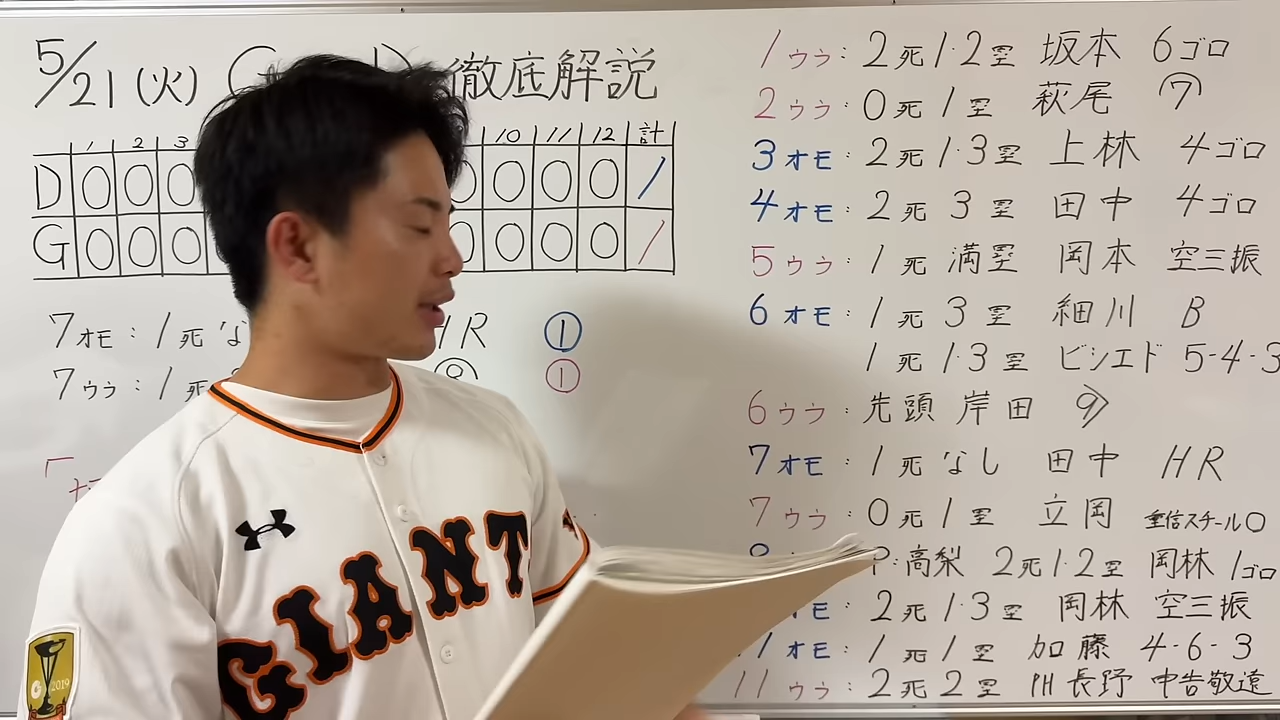 5/21(火) (G 徹底解説
1 2 3 10 11 12 計
D 0 0 0 0 0 0 0 1
G 0 0 0 0 0 0 0 1
7オモ:1死な HR ①
7ウラ:1死 ⑧ ①
「
1ウラ:2死1・2塁 坂本 6ゴロ
2ウラ:0死1塁 萩尾 7
3オモ:2死1・3塁 上林 4ゴロ
4オモ:2死3塁 田中 4ゴロ
5ウラ:1死満塁 岡本 空三振
6オモ:1死3塁 細川 B
1死1・3塁 ビシエド 5-4-3
6ウラ:先頭 岸田 9
7オモ:1死なし 田中 HR
7ウラ:0死1塁 立岡 重信スチール○
P:高梨 2死1・2塁 岡林 1ゴロ
モ:2死1・3塁 岡林 空三振
オモ:1死1塁 加藤 4-6-3
11ウラ:2死2塁 PH長野 申告敬遠
GIANT
2019